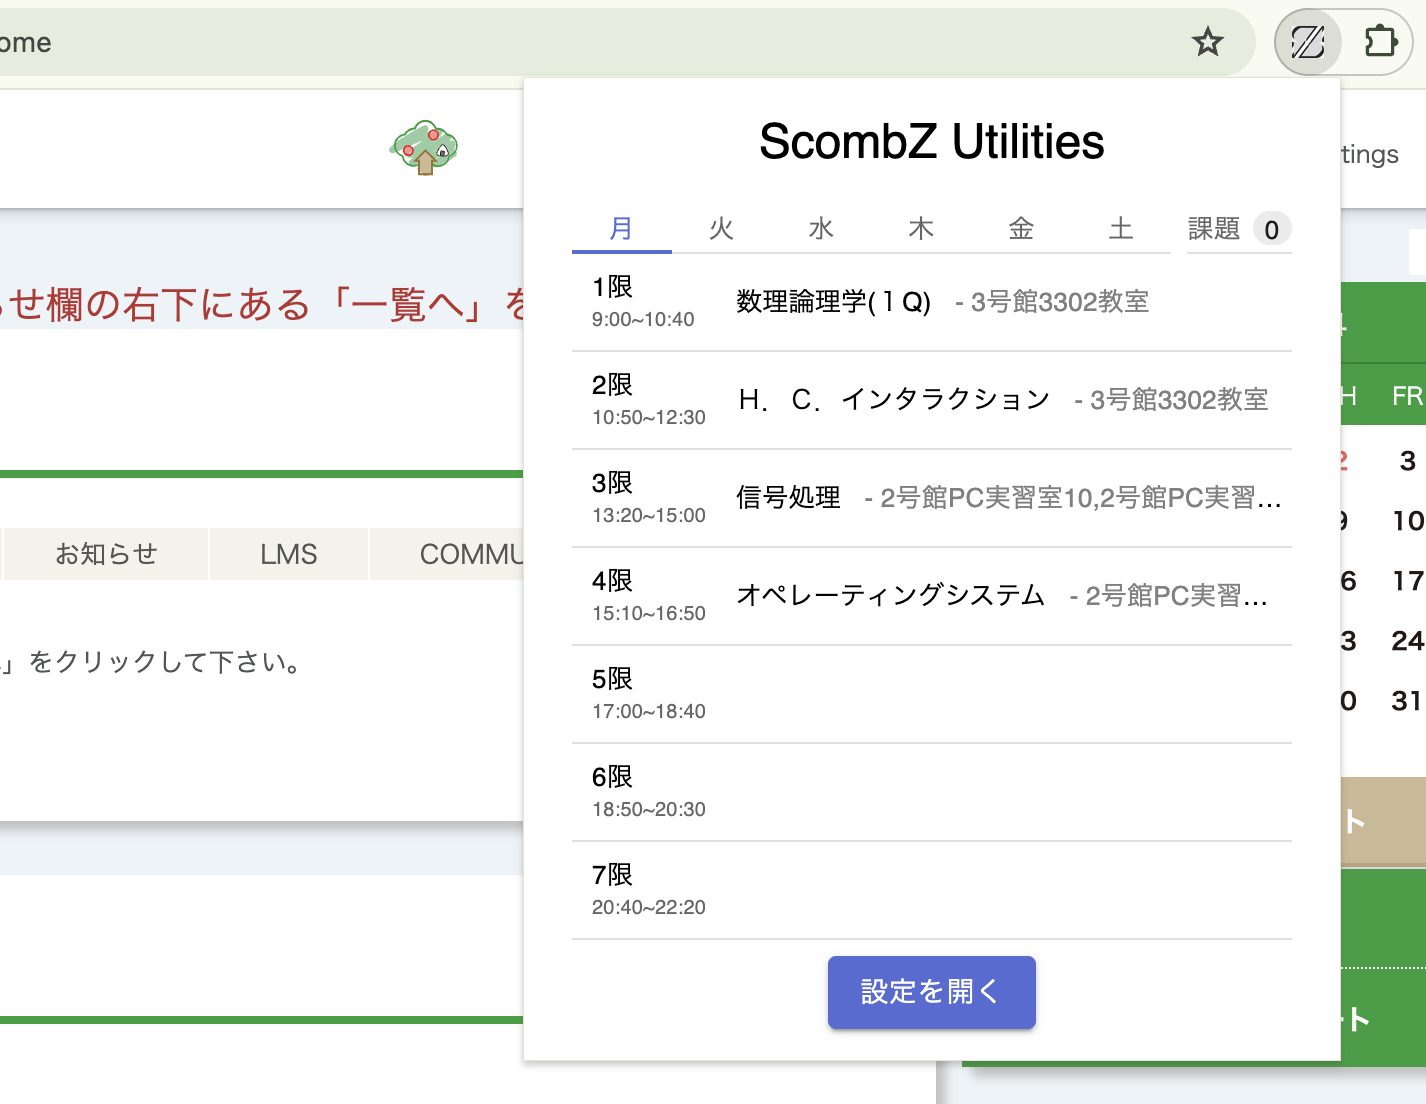 ome
ScombZ Utilities
tings
月 火 水 木 金 土 課題 0
せ欄の右下にある「一覧へ」を
1限
9:00~10:40
数理論理学(１Q) - 3号館3302教室
2限
10:50~12:30
Ｈ．Ｃ．インタラクション - 3号館3302教室
H FR
2 3
3限
13:20~15:00
信号処理 - 2号館PC実習室10,2号館PC実習...
9 10
お知らせ LMS COMMU
4限
15:10~16:50
オペレーティングシステム - 2号館PC実習...
6 17
3 24
」をクリックして下さい。
5限
17:00~18:40
0 31
6限
18:50~20:30
ト
7限
20:40~22:20
設定を開く
ート